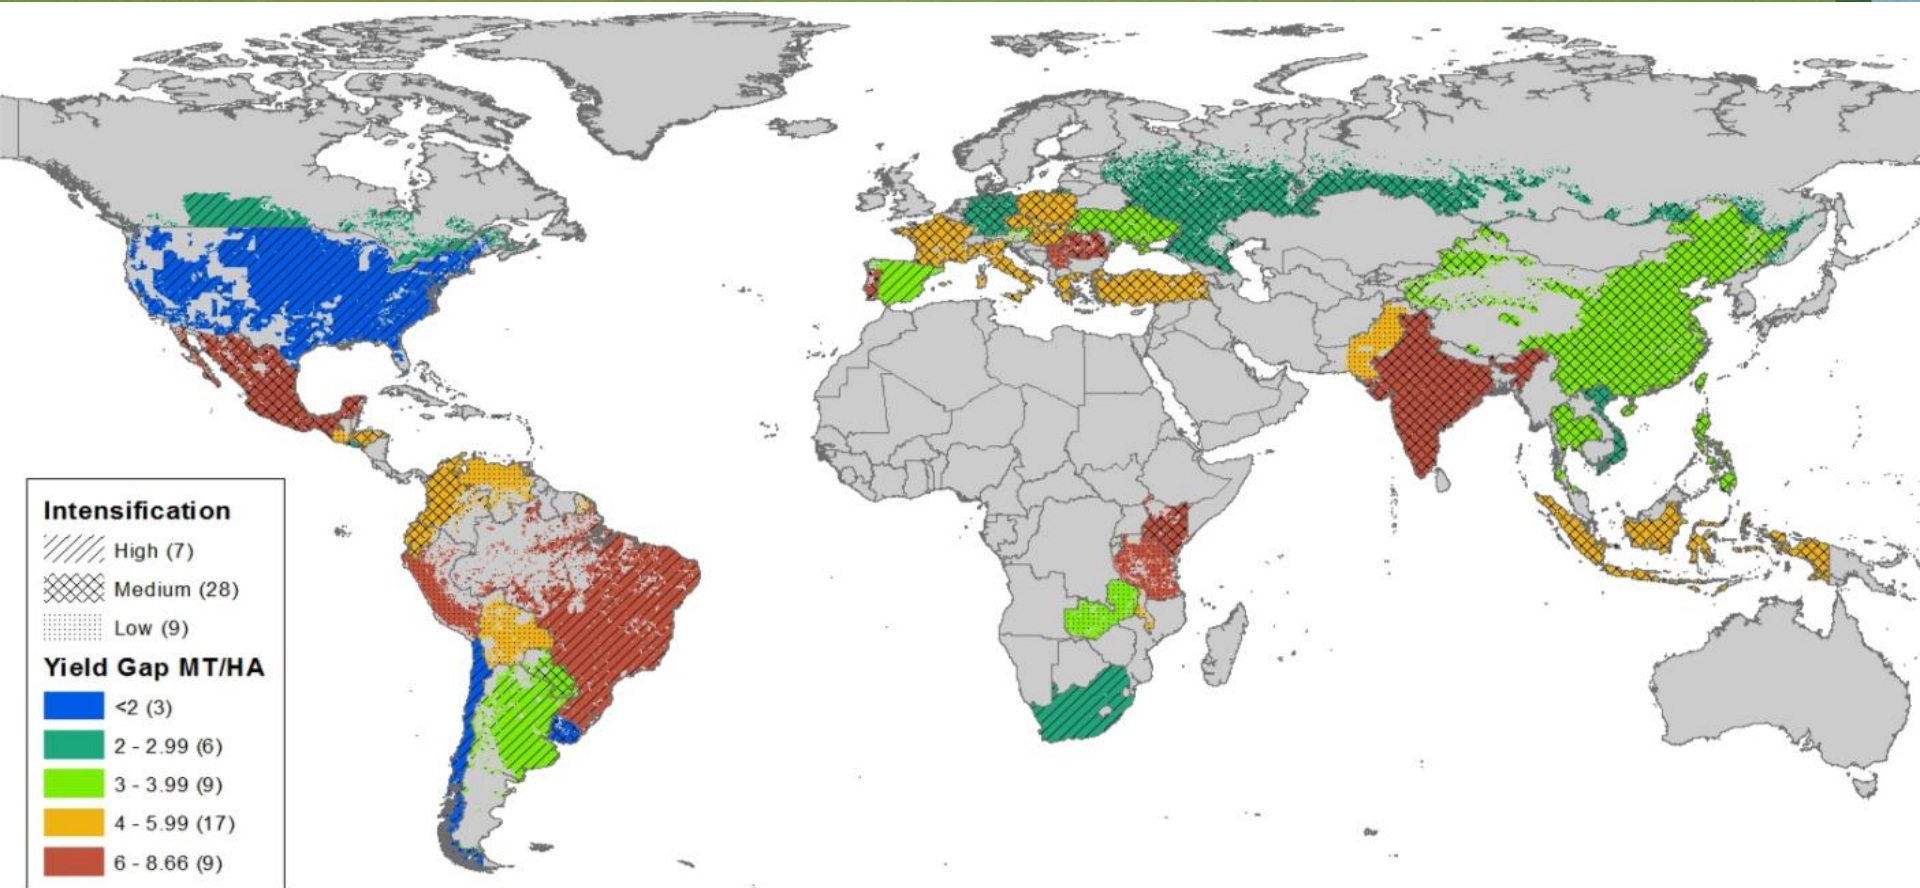 Intensification
High (7)
Medium (28)
Low (9)
Yield Gap MT/HA
<2 (3)
2 - 2.99 (6)
3 - 3.99 (9)
4 - 5.99 (17)
6 - 8.66 (9)